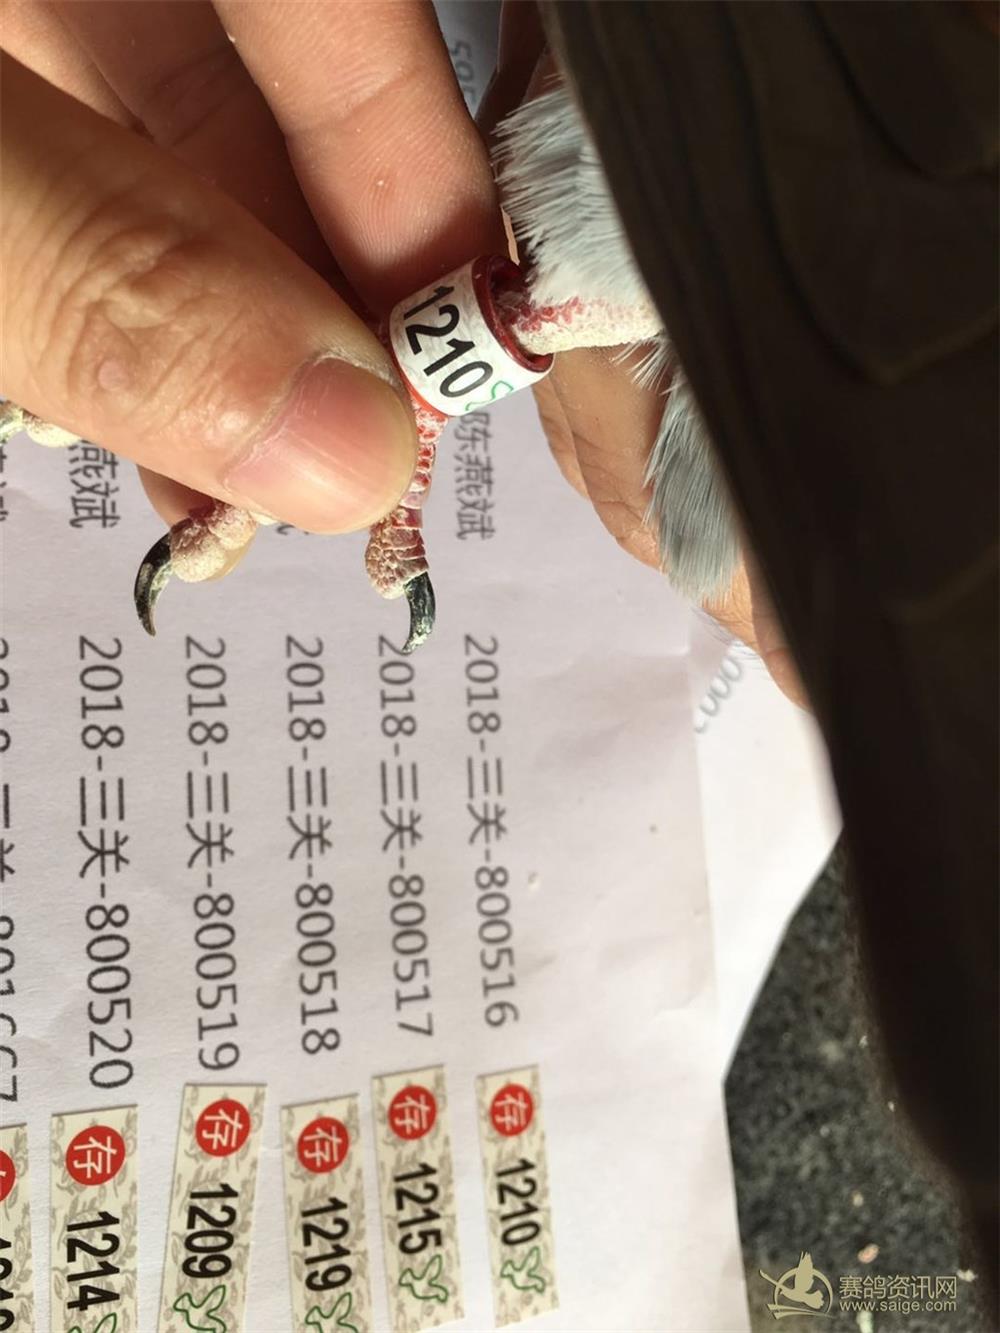 1210
陈燕斌 2018-三关-800516 存 1210
2018-三关-800517 存 1215
2018-三关-800518 存 1219
2018-三关-800519 存 1209
燕斌 2018-三关-800520 存 1214
赛鸽资讯网
www.saige.com